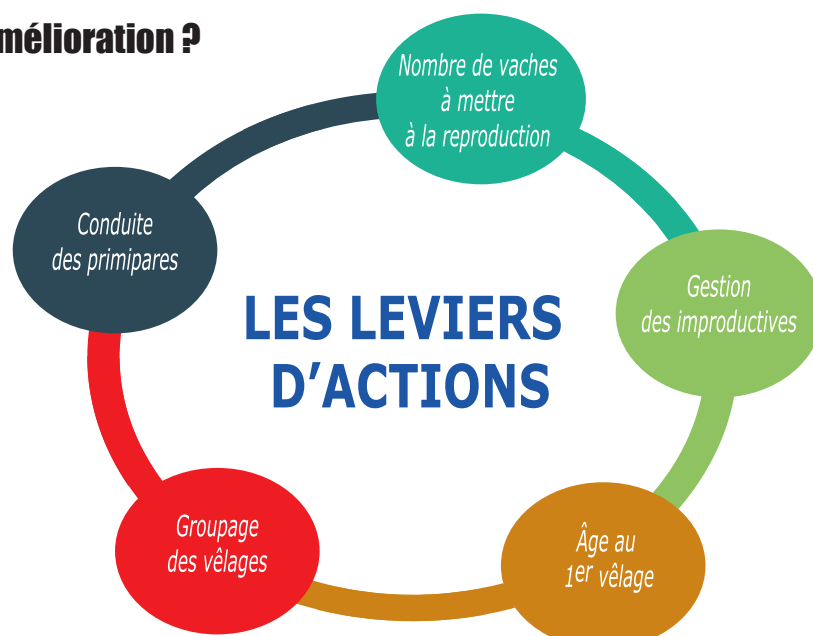 mélioration ?
Nombre de vaches
à mettre
à la reproduction
Conduite
des primipares
Gestion
des improductives
LES LEVIERS
D’ACTIONS
Groupage
des vêlages
Âge au
1er vêlage